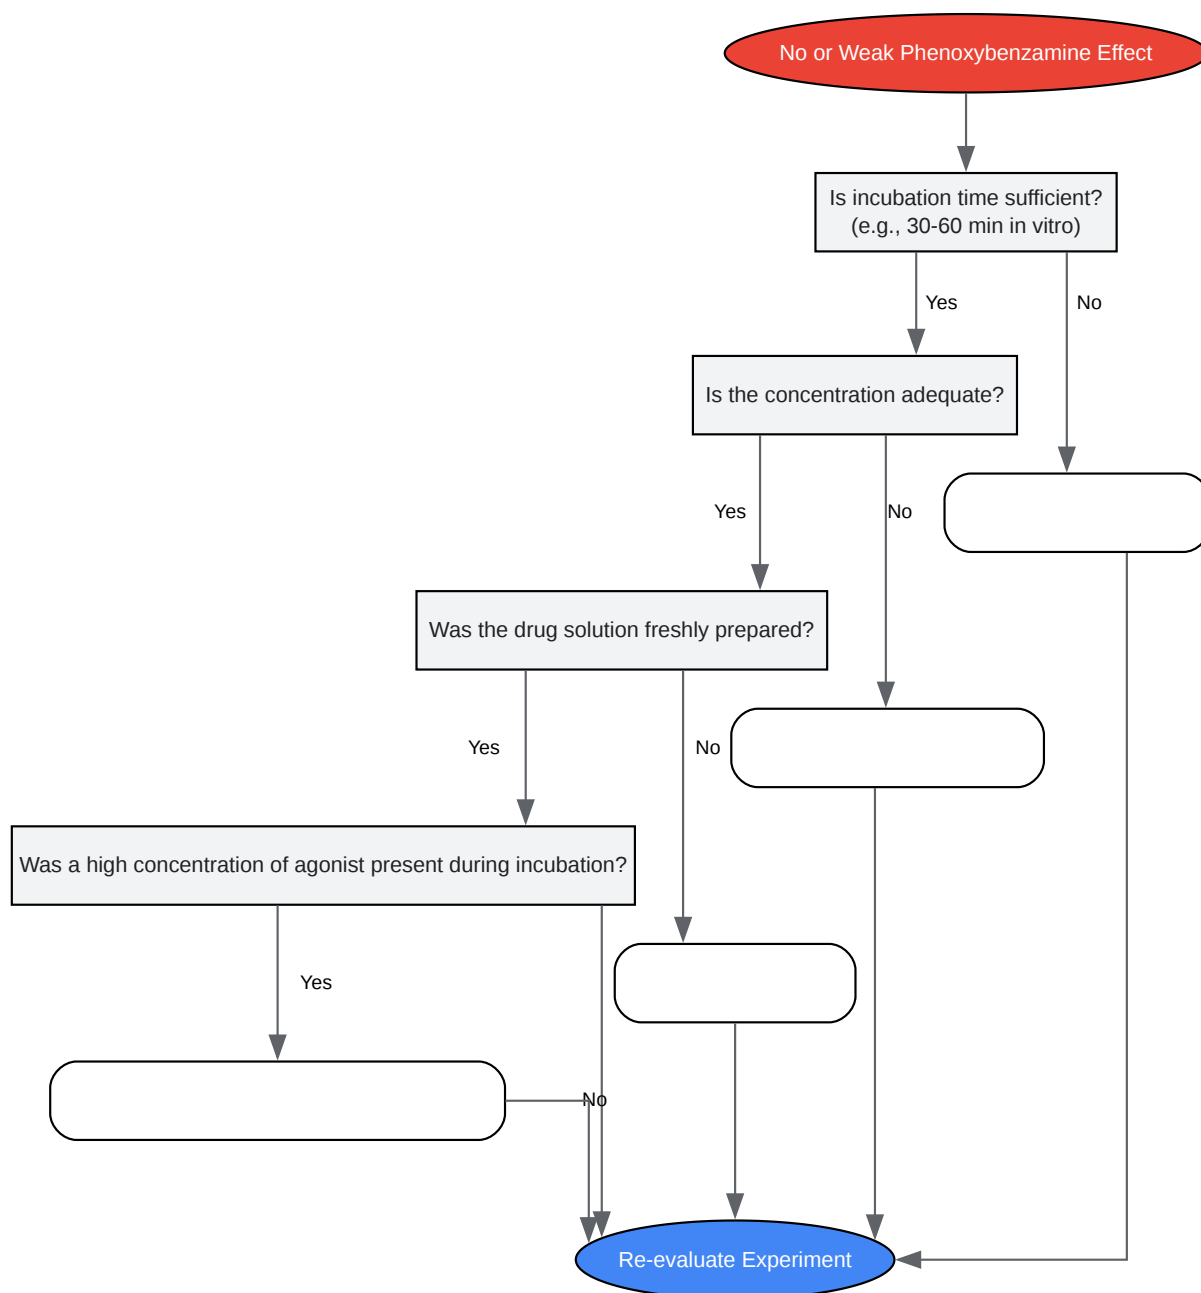 No or Weak Phenoxybenzamine Effect
Is incubation time sufficient?
(e.g., 30-60 min in vitro)
Yes
No
Is the concentration adequate?
Yes
No
Was the drug solution freshly prepared?
Yes
No
Was a high concentration of agonist present during incubation?
Yes
No
Re-evaluate Experiment